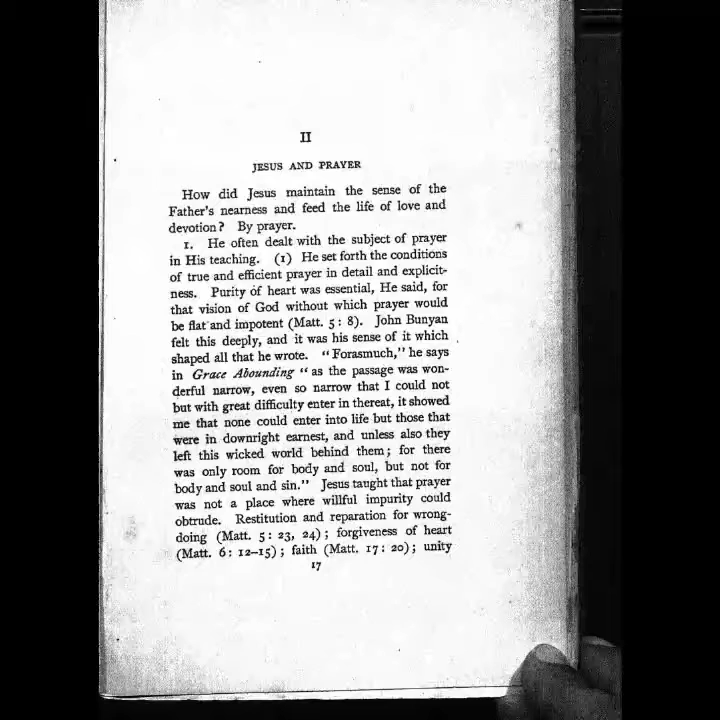 II
JESUS AND PRAYER
How did Jesus maintain the sense of the
Father's nearness and feed the life of love and
devotion? By prayer.
1. He often dealt with the subject of prayer
in His teaching. (1) He set forth the conditions
of true and efficient prayer in detail and explicit-
ness. Purity of heart was essential, He said, for
that vision of God without which prayer would
be flat and impotent (Matt. 5: 8). John Bunyan
felt this deeply, and it was his sense of it which
shaped all that he wrote. "Forasmuch," he says
in Grace Abounding "as the passage was won-
derful narrow, even so narrow that I could not
but with great difficulty enter in thereat, it showed
me that none could enter into life but those that
were in downright earnest, and unless also they
left this wicked world behind them; for there
was only room for body and soul, but not for
body and soul and sin." Jesus taught that prayer
was not a place where willful impurity could
obtrude. Restitution and reparation for wrong-
doing (Matt. 5: 23, 24); forgiveness of heart
(Matt. 6: 12–15); faith (Matt. 17: 20); unity
17